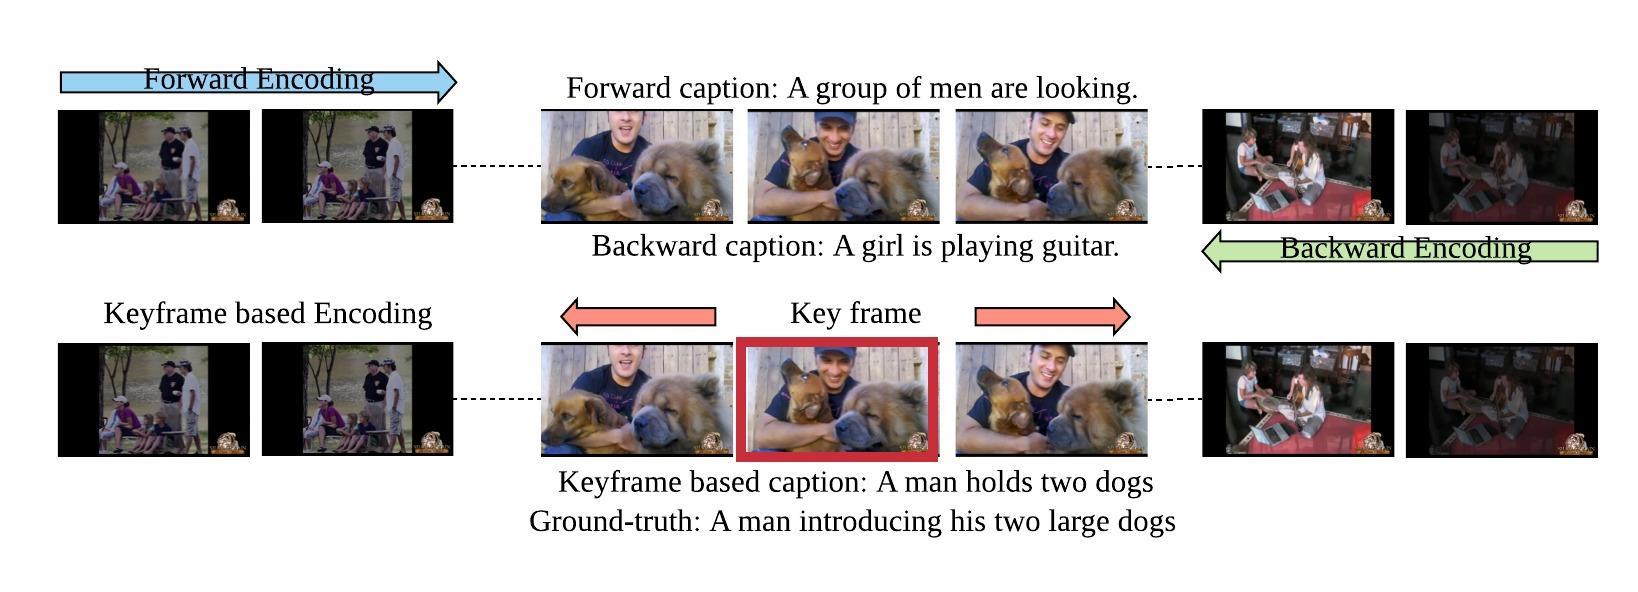 Forward Encoding
Forward caption: A group of men are looking.
Backward caption: A girl is playing guitar.
Backward Encoding
Keyframe based Encoding
Key frame
Keyframe based caption: A man holds two dogs
Ground-truth: A man introducing his two large dogs